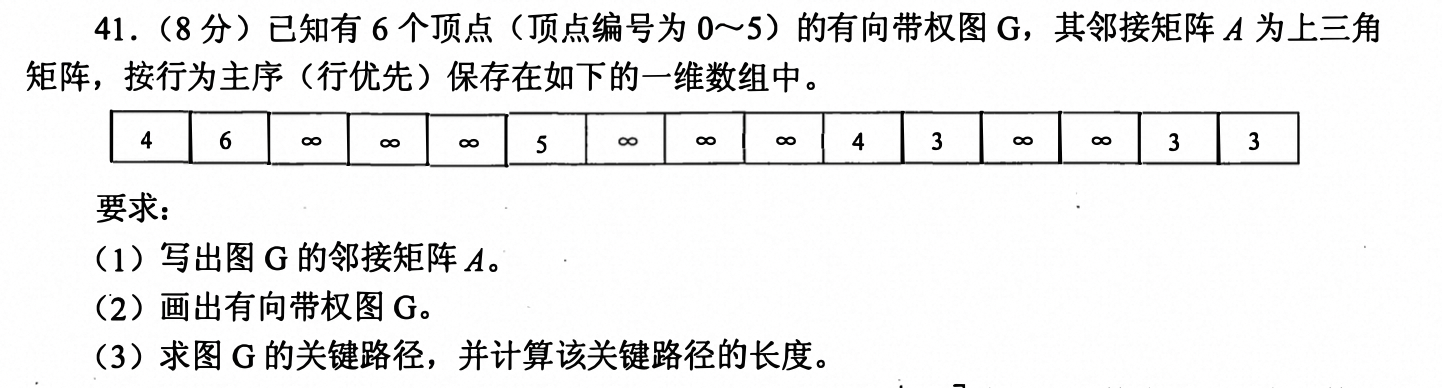 41.（8 分）已知有 6 个顶点（顶点编号为 0～5）的有向带权图 G，其邻接矩阵 A 为上三角
矩阵，按行为主序（行优先）保存在如下的一维数组中。
4 6 ∞ ∞ ∞ 5 ∞ ∞ ∞ 4 3 ∞ ∞ 3 3
要求：
（1）写出图 G 的邻接矩阵 A。
（2）画出有向带权图 G。
（3）求图 G 的关键路径，并计算该关键路径的长度。